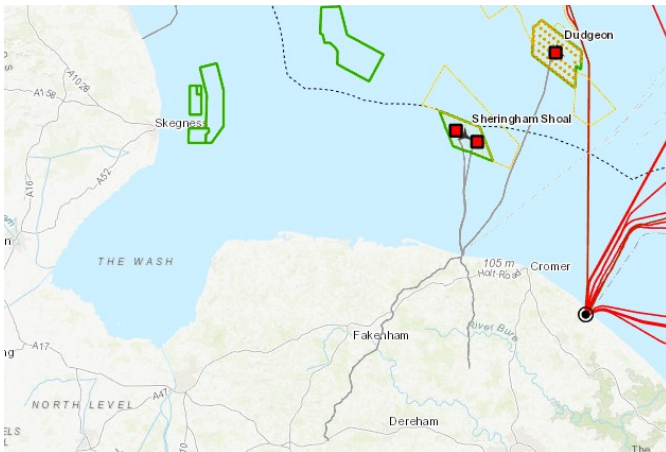 Dudgeon
A1028
A158
Skegness
Sheringham Shoal
A52
A16
THE WASH
105 m
Holt-Road
Cromer
River Bure
Fakenham
A17
A47
NORTH LEVEL
Dereham
The